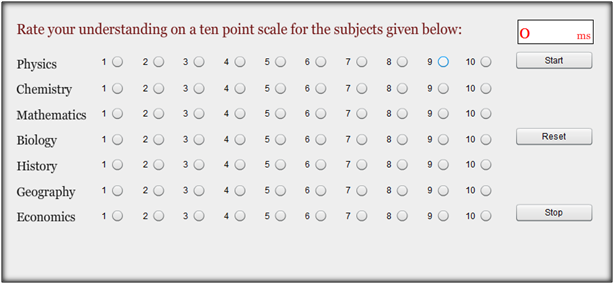 Rate your understanding on a ten point scale for the subjects given below:
0 ms
Physics 1 2 3 4 5 6 7 8 9 10 Start
Chemistry 1 2 3 4 5 6 7 8 9 10
Mathematics 1 2 3 4 5 6 7 8 9 10
Biology 1 2 3 4 5 6 7 8 9 10 Reset
History 1 2 3 4 5 6 7 8 9 10
Geography 1 2 3 4 5 6 7 8 9 10
Economics 1 2 3 4 5 6 7 8 9 10 Stop